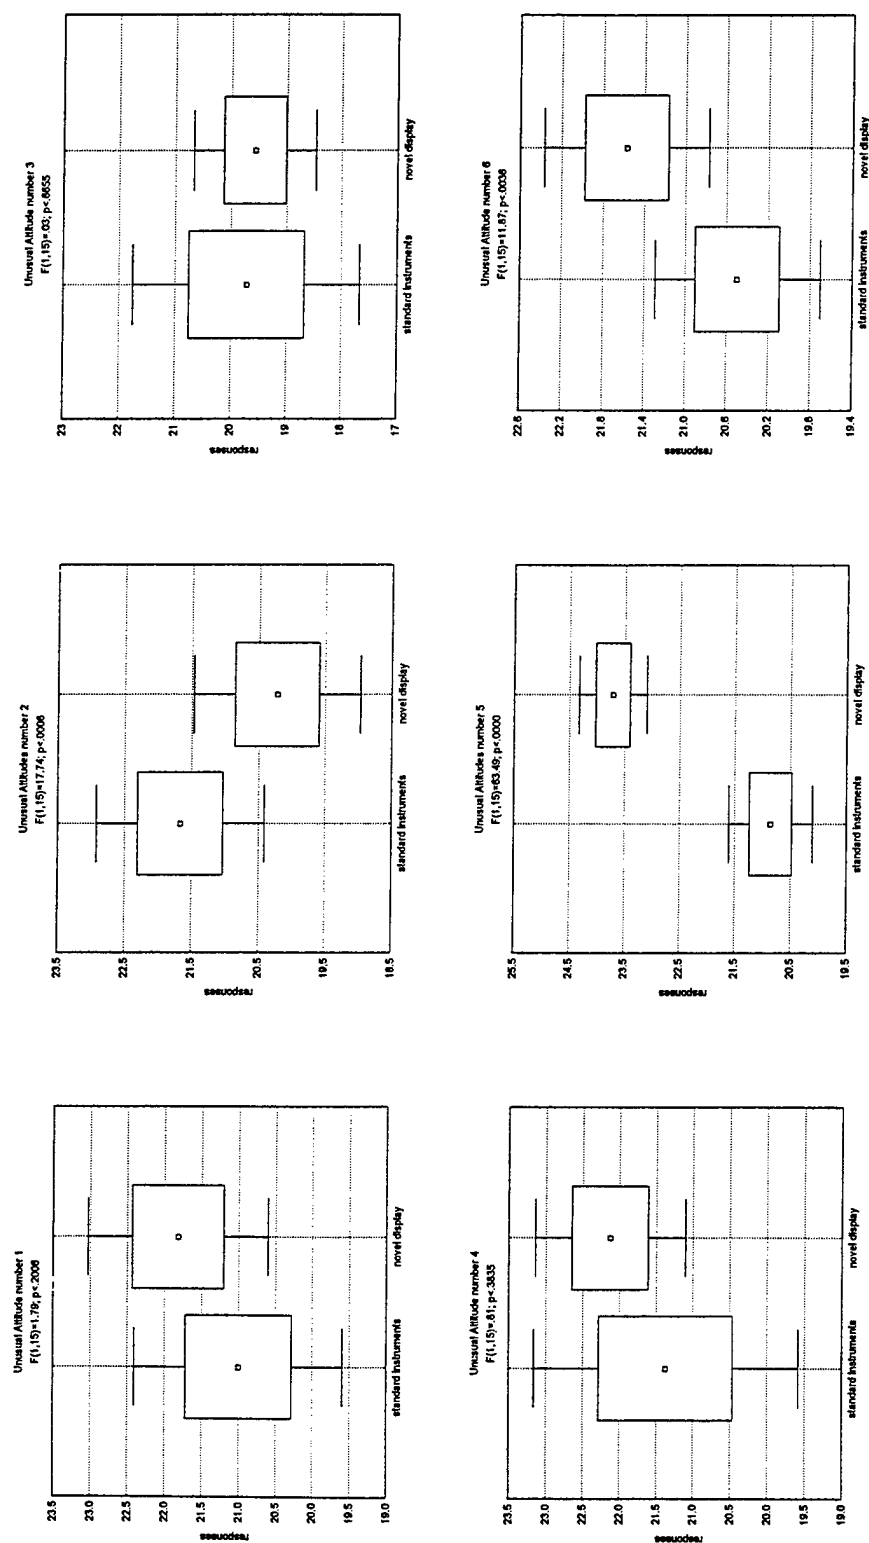 Unusual Attitude number 1
F(1,15)=1.79; p<.2006
responses
23.5
23.0
22.5
22.0
21.5
21.0
20.5
20.0
19.5
19.0
standard instruments
novel display
Unusual Attitudes number 2
F(1,15)=17.74; p<.0006
responses
23.5
22.5
21.5
20.5
19.5
18.5
standard instruments
novel display
Unusual Attitude number 3
F(1,15)=.03; p<.8655
responses
23
22
21
20
19
18
17
standard instruments
novel display
Unusual Attitude number 4
F(1,15)=.81; p<.3835
responses
23.5
23.0
22.5
22.0
21.5
21.0
20.5
20.0
19.5
19.0
standard instruments
novel display
Unusual Attitudes number 5
F(1,15)=63.49; p<.0000
responses
25.5
24.5
23.5
22.5
21.5
20.5
19.5
standard instruments
novel display
Unusual Attitude number 6
F(1,15)=11.87; p<.0036
responses
22.6
22.2
21.8
21.4
21.0
20.6
20.2
19.8
19.4
standard instruments
novel display